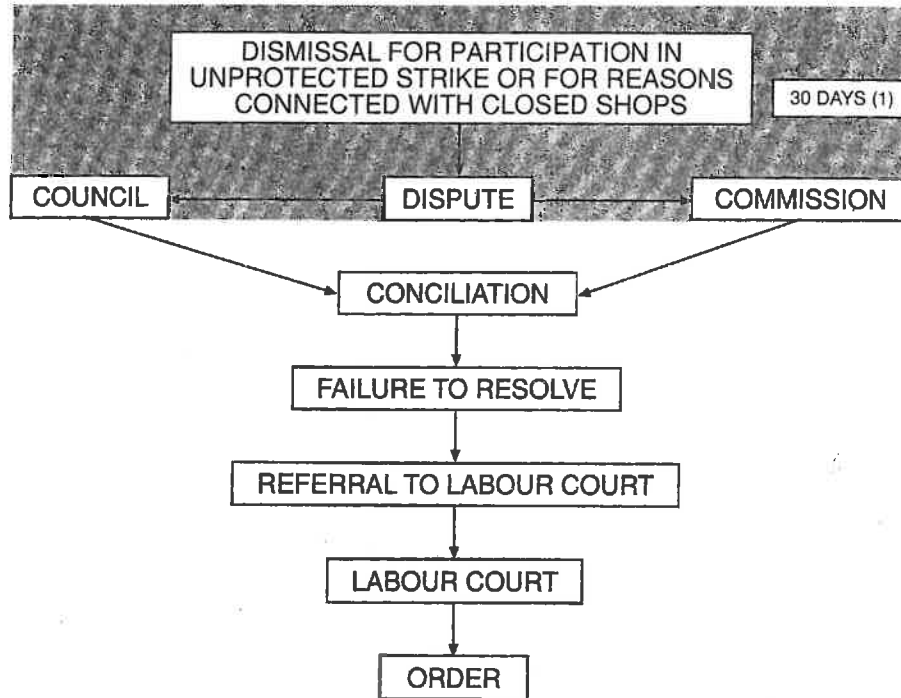 DISMISSAL FOR PARTICIPATION IN
UNPROTECTED STRIKE OR FOR REASONS
CONNECTED WITH CLOSED SHOPS
30 DAYS (1)
COUNCIL
DISPUTE
COMMISSION
CONCILIATION
FAILURE TO RESOLVE
REFERRAL TO LABOUR COURT
LABOUR COURT
ORDER